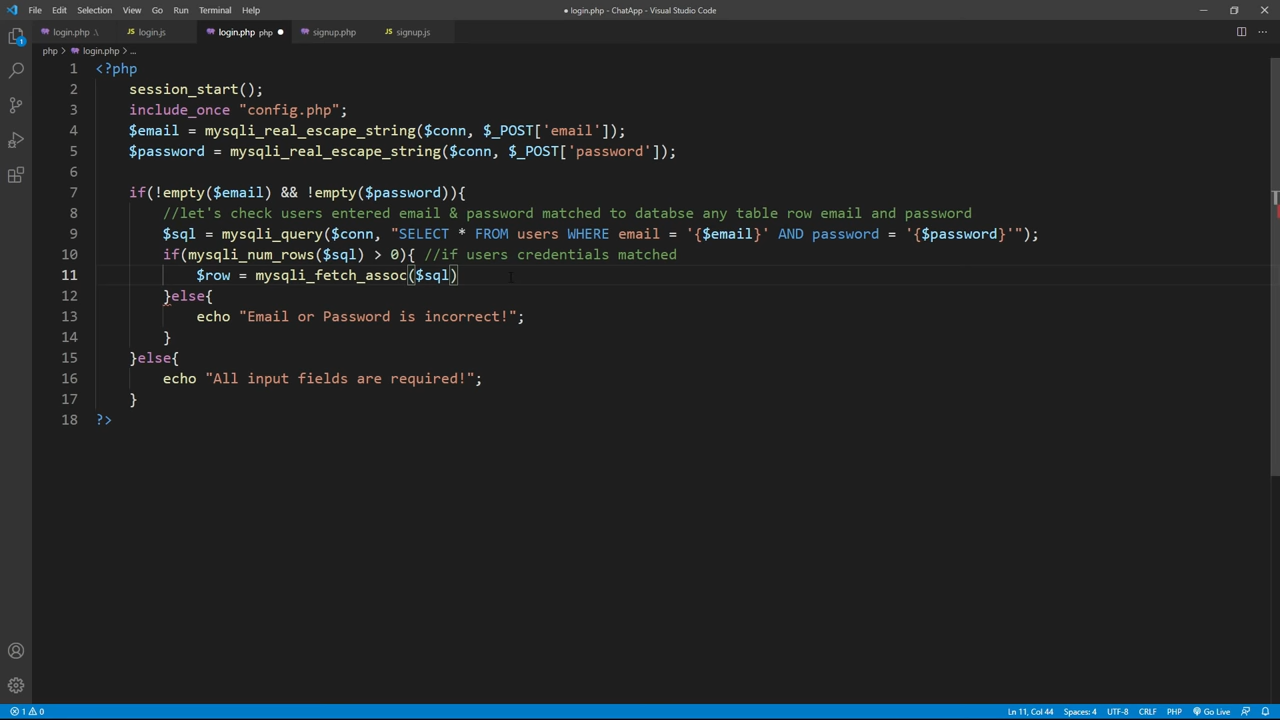 File Edit Selection View Go Run Terminal Help
● login.php - ChatApp - Visual Studio Code
login.php .\ JS login.js login.php php ● signup.php JS signup.js
php > login.php > ...
1 <?php
2 session_start();
3 include_once "config.php";
4 $email = mysqli_real_escape_string($conn, $_POST['email']);
5 $password = mysqli_real_escape_string($conn, $_POST['password']);
6
7 if(!empty($email) && !empty($password)){
8 //let's check users entered email & password matched to databse any table row email and password
9 $sql = mysqli_query($conn, "SELECT * FROM users WHERE email = '{$email}' AND password = '{$password}'");
10 if(mysqli_num_rows($sql) > 0){ //if users credentials matched
11 $row = mysqli_fetch_assoc($sql)
12 }else{
13 echo "Email or Password is incorrect!";
14 }
15 }else{
16 echo "All input fields are required!";
17 }
18 ?>
1
1 0 Ln 11, Col 44 Spaces: 4 UTF-8 CRLF PHP Go Live